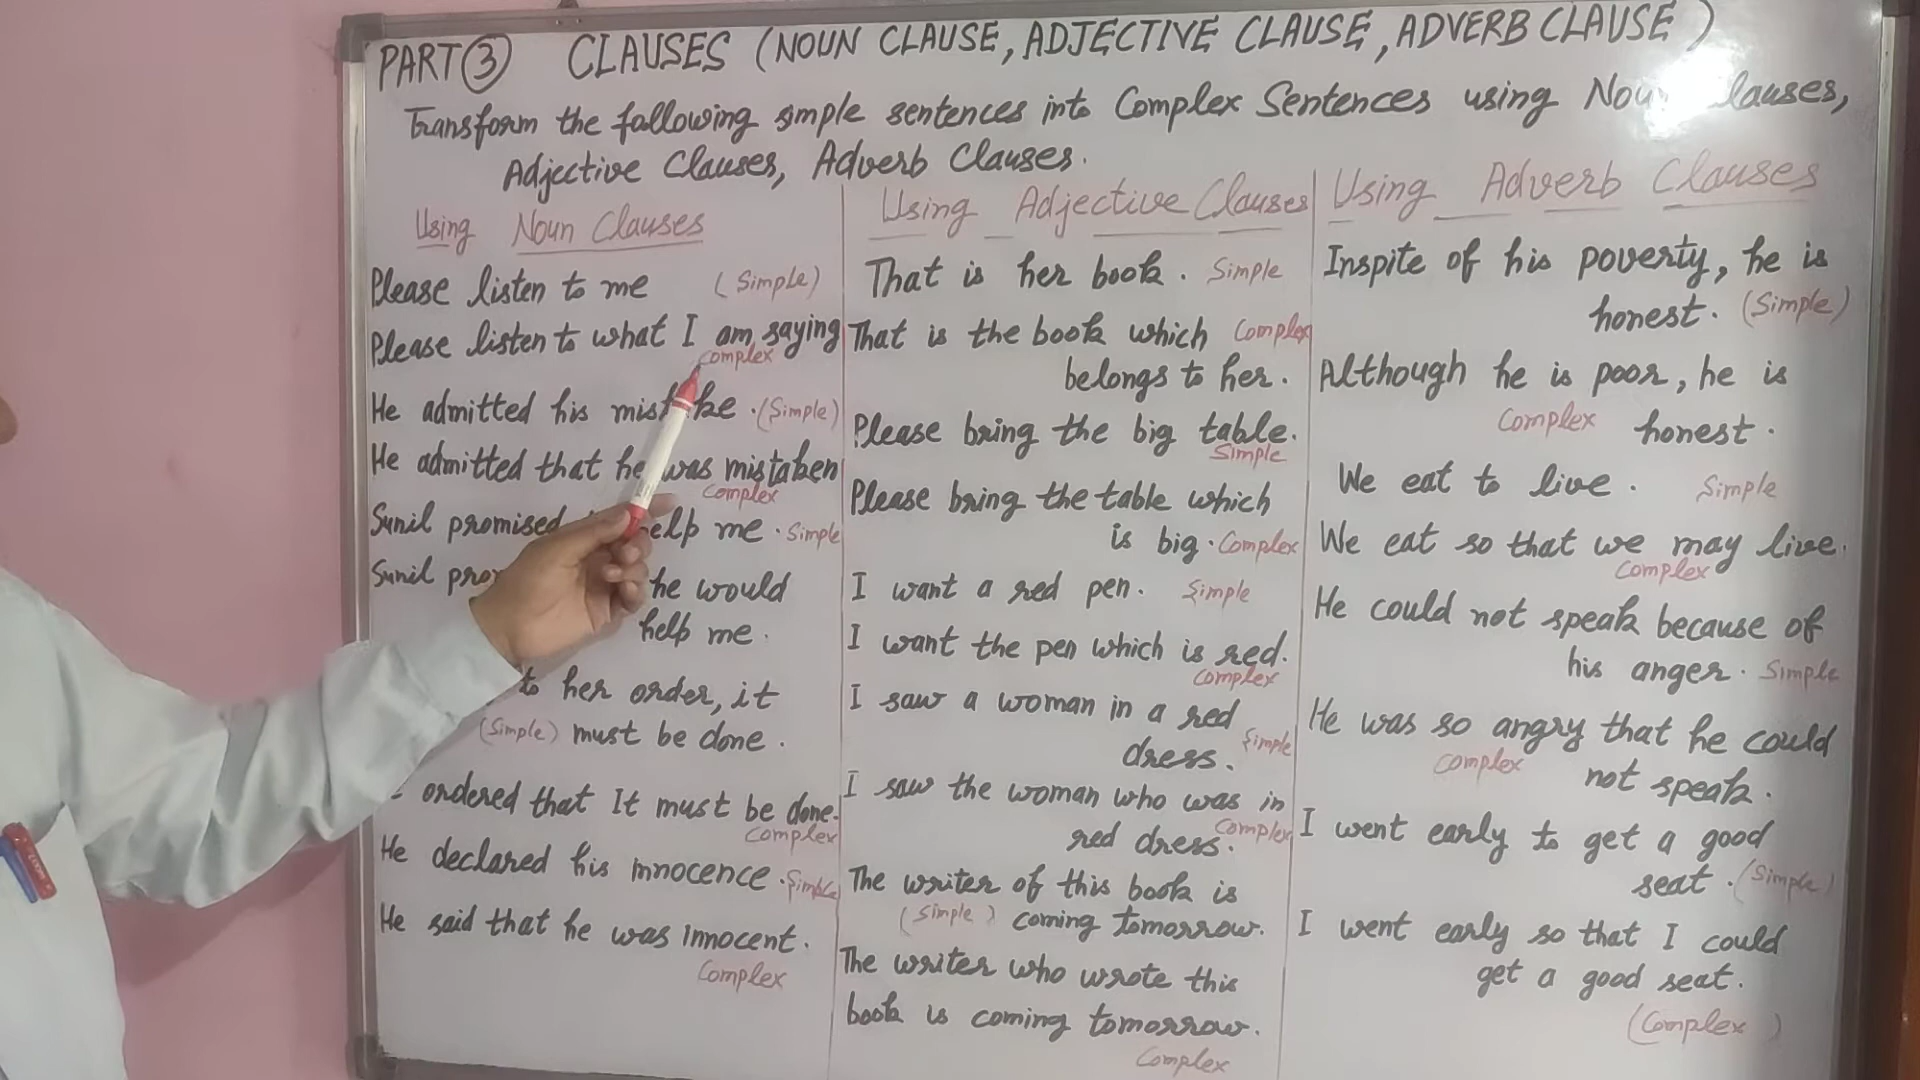 PART ③ CLAUSES (NOUN CLAUSE, ADJECTIVE CLAUSE, ADVERB CLAUSE)
Transform the following simple sentences into Complex Sentences using Noun Clauses,
Adjective Clauses, Adverb Clauses.
Using Noun Clauses
Please listen to me (Simple)
Please listen to what I am saying
Complex
He admitted his mistake. (Simple)
He admitted that he was mistaken
Complex
Sunil promised help me. Simple
Sunil he would
help me.
to her order, it
(Simple) must be done.
ordered that It must be done.
Complex
He declared his innocence. Simple
He said that he was innocent.
Complex
Using Adjective Clauses
That is her book. Simple
That is the book which Complex
belongs to her.
Please bring the big table.
Simple
Please bring the table which
is big. Complex
I want a red pen. Simple
I want the pen which is red.
Complex
I saw a woman in a red
dress. Simple
I saw the woman who was in
red dress. Complex
The writer of this book is
(Simple) coming tomorrow.
The writer who wrote this
book is coming tomorrow.
Complex
Using Adverb Clauses
Inspite of his poverty, he is
honest. (Simple)
Although he is poor, he is
Complex honest.
We eat to live. Simple
We eat so that we may live.
Complex
He could not speak because of
his anger. Simple
He was so angry that he could
Complex not speak.
I went early to get a good
seat. (Simple)
I went early so that I could
get a good seat.
(Complex)